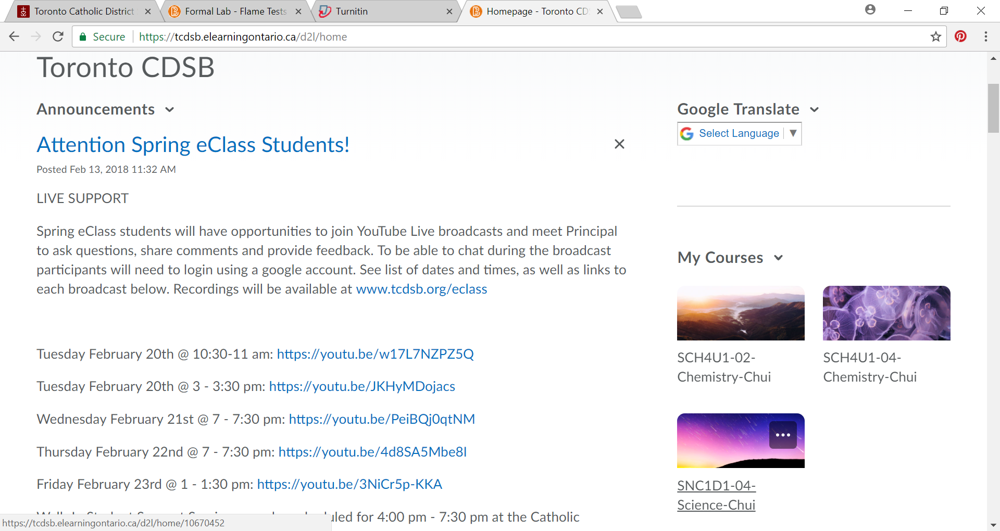 Toronto Catholic District
Formal Lab - Flame Tests
Turnitin
Homepage - Toronto CD
Secure
https://tcdsb.elearningontario.ca/d2l/home
Toronto CDSB
Announcements
Attention Spring eClass Students!
Posted Feb 13, 2018 11:32 AM
LIVE SUPPORT
Spring eClass students will have opportunities to join YouTube Live broadcasts and meet Principal
to ask questions, share comments and provide feedback. To be able to chat during the broadcast
participants will need to login using a google account. See list of dates and times, as well as links to
each broadcast below. Recordings will be available at www.tcdsb.org/eclass
Tuesday February 20th @ 10:30-11 am: https://youtu.be/w17L7NZPZ5Q
Tuesday February 20th @ 3 - 3:30 pm: https://youtu.be/JKHyMDojacs
Wednesday February 21st @ 7 - 7:30 pm: https://youtu.be/PeiBQj0qtNM
Thursday February 22nd @ 7 - 7:30 pm: https://youtu.be/4d8SA5Mbe8I
Friday February 23rd @ 1 - 1:30 pm: https://youtu.be/3NiCr5p-KKA
for 4:00 pm - 7:30 pm at the Catholic
https://tcdsb.elearningontario.ca/d2l/home/10670452
Google Translate
Select Language
My Courses
SCH4U1-02-
Chemistry-Chui
SCH4U1-04-
Chemistry-Chui
SNC1D1-04-
Science-Chui